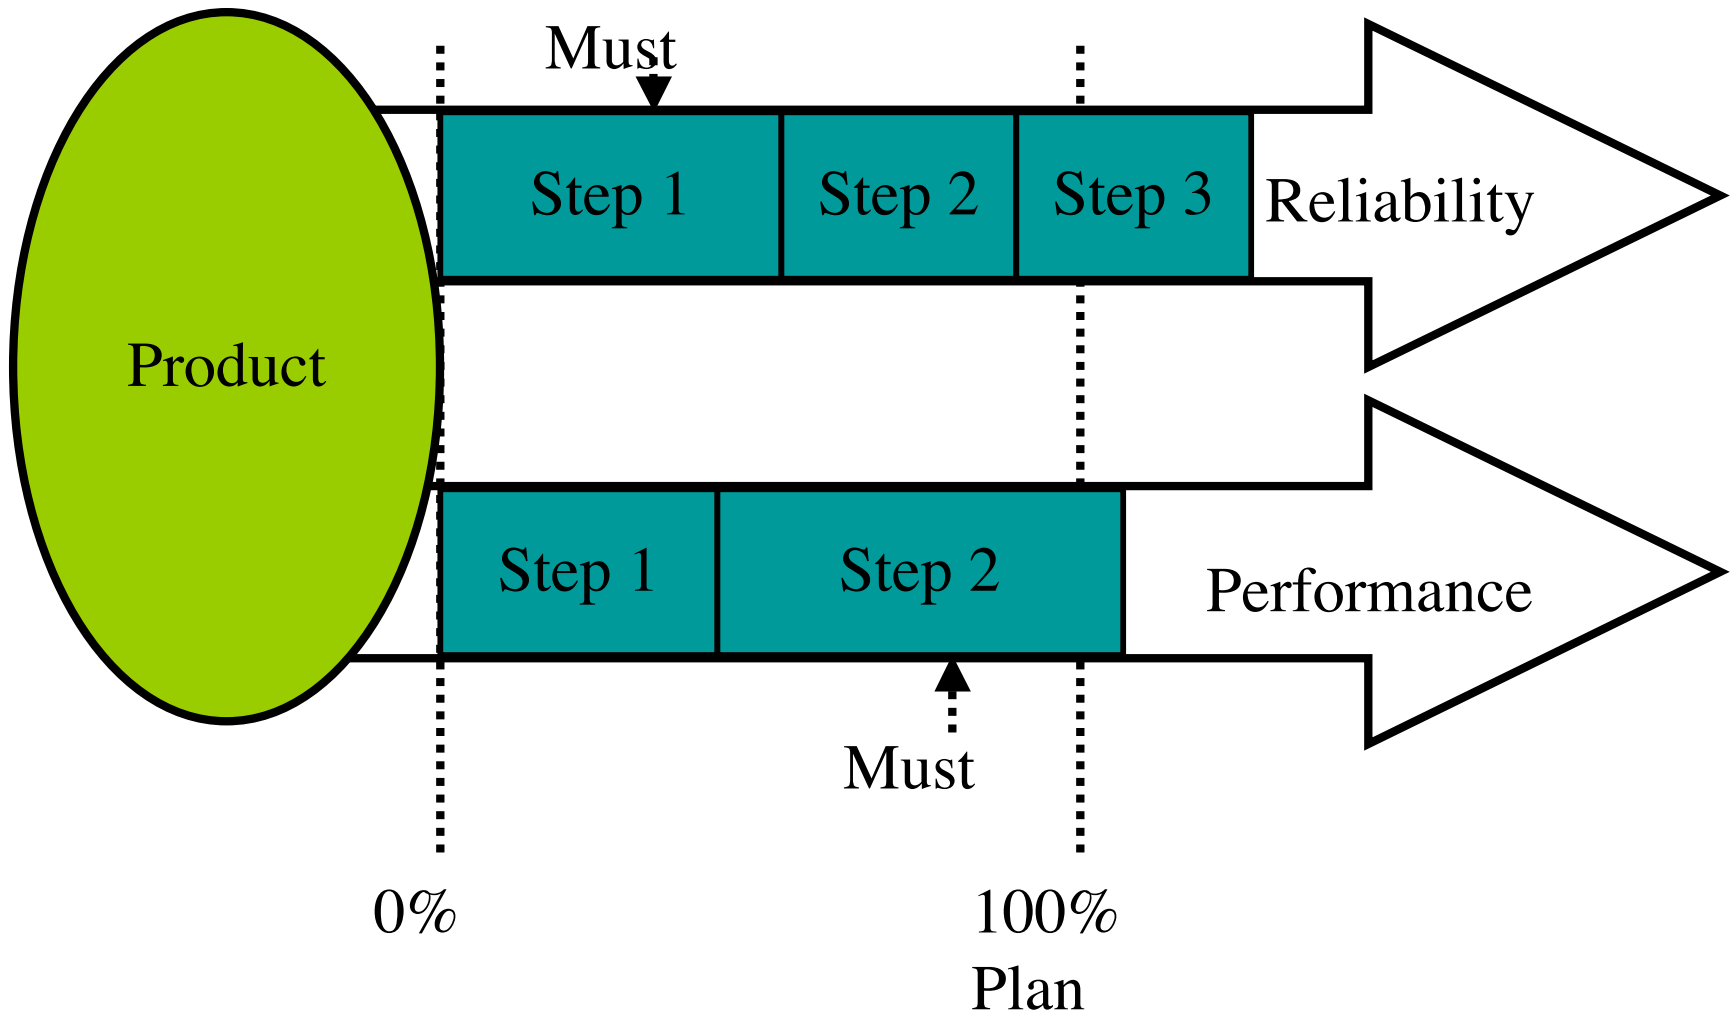 Must
Step 1 Step 2 Step 3 Reliability
Product
Step 1 Step 2 Performance
Must
0% 100%
Plan